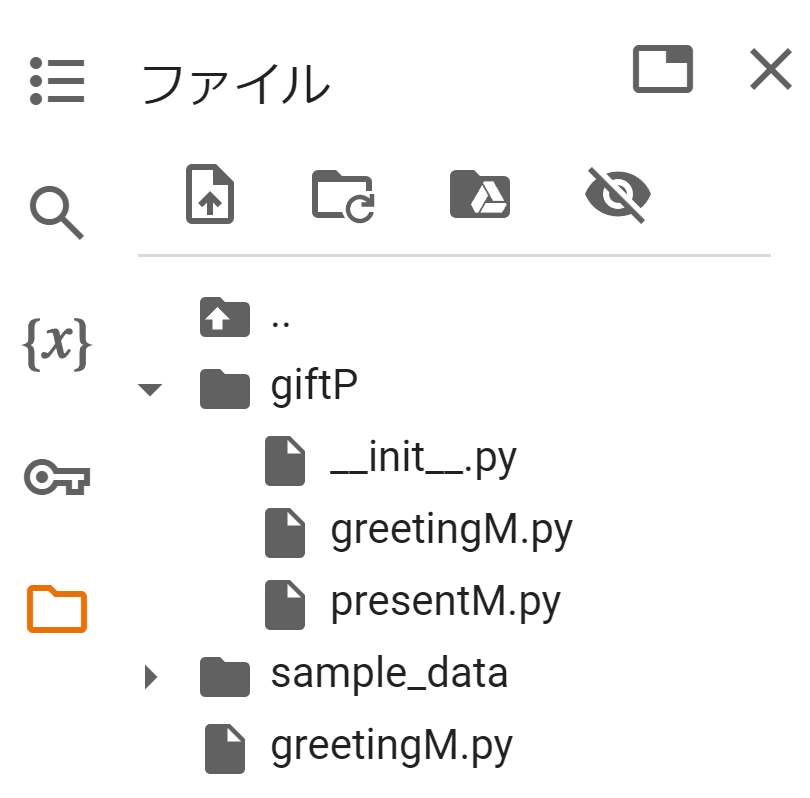 ファイル
{x}
..
giftP
__init__.py
greetingM.py
presentM.py
sample_data
greetingM.py